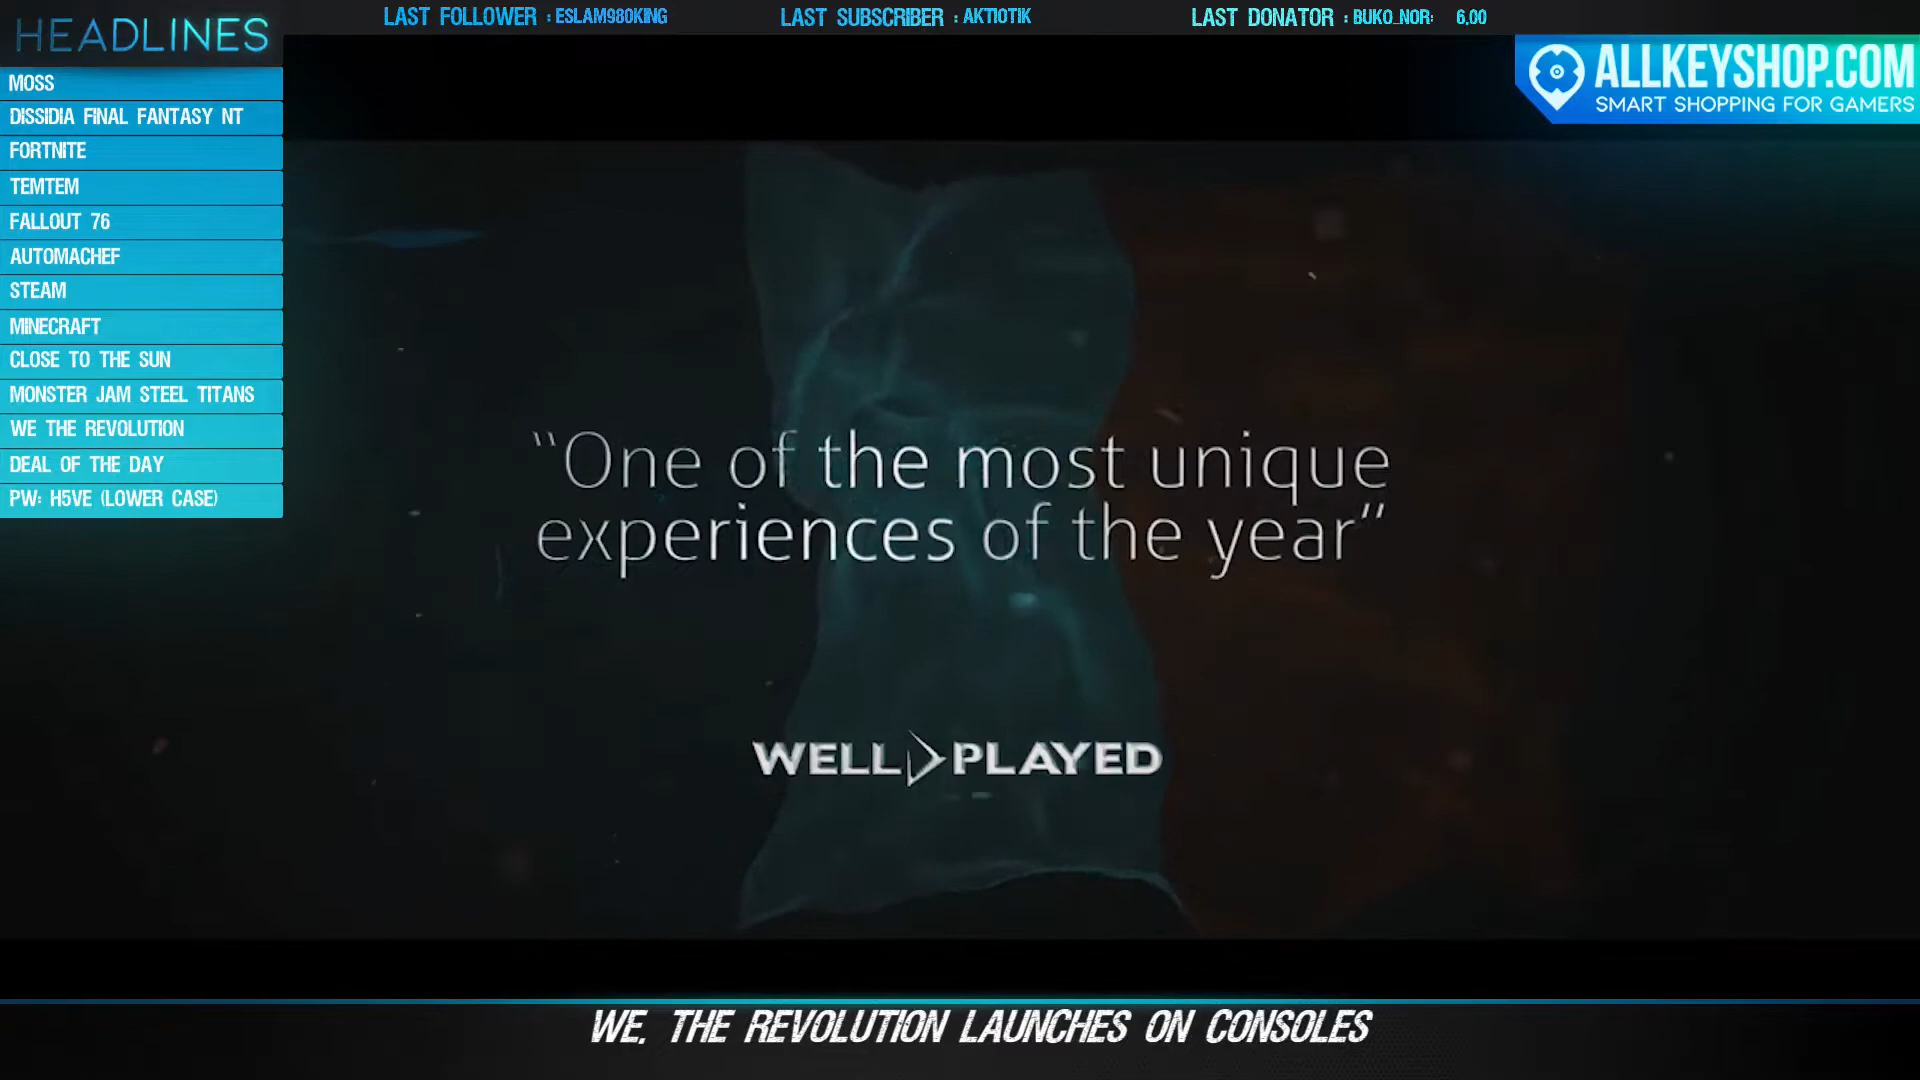 HEADLINES
LAST FOLLOWER : ESLAM980KING
LAST SUBSCRIBER : AKTIOTIK
LAST DONATOR : BUKO_NOR: 6,00
ALLKEYSHOP.COM
SMART SHOPPING FOR GAMERS
MOSS
DISSIDIA FINAL FANTASY NT
FORTNITE
TEMTEM
FALLOUT 76
AUTOMACHEF
STEAM
MINECRAFT
CLOSE TO THE SUN
MONSTER JAM STEEL TITANS
WE THE REVOLUTION
DEAL OF THE DAY
PW: H5VE (LOWER CASE)
“One of the most unique
experiences of the year”
WELL PLAYED
WE, THE REVOLUTION LAUNCHES ON CONSOLES